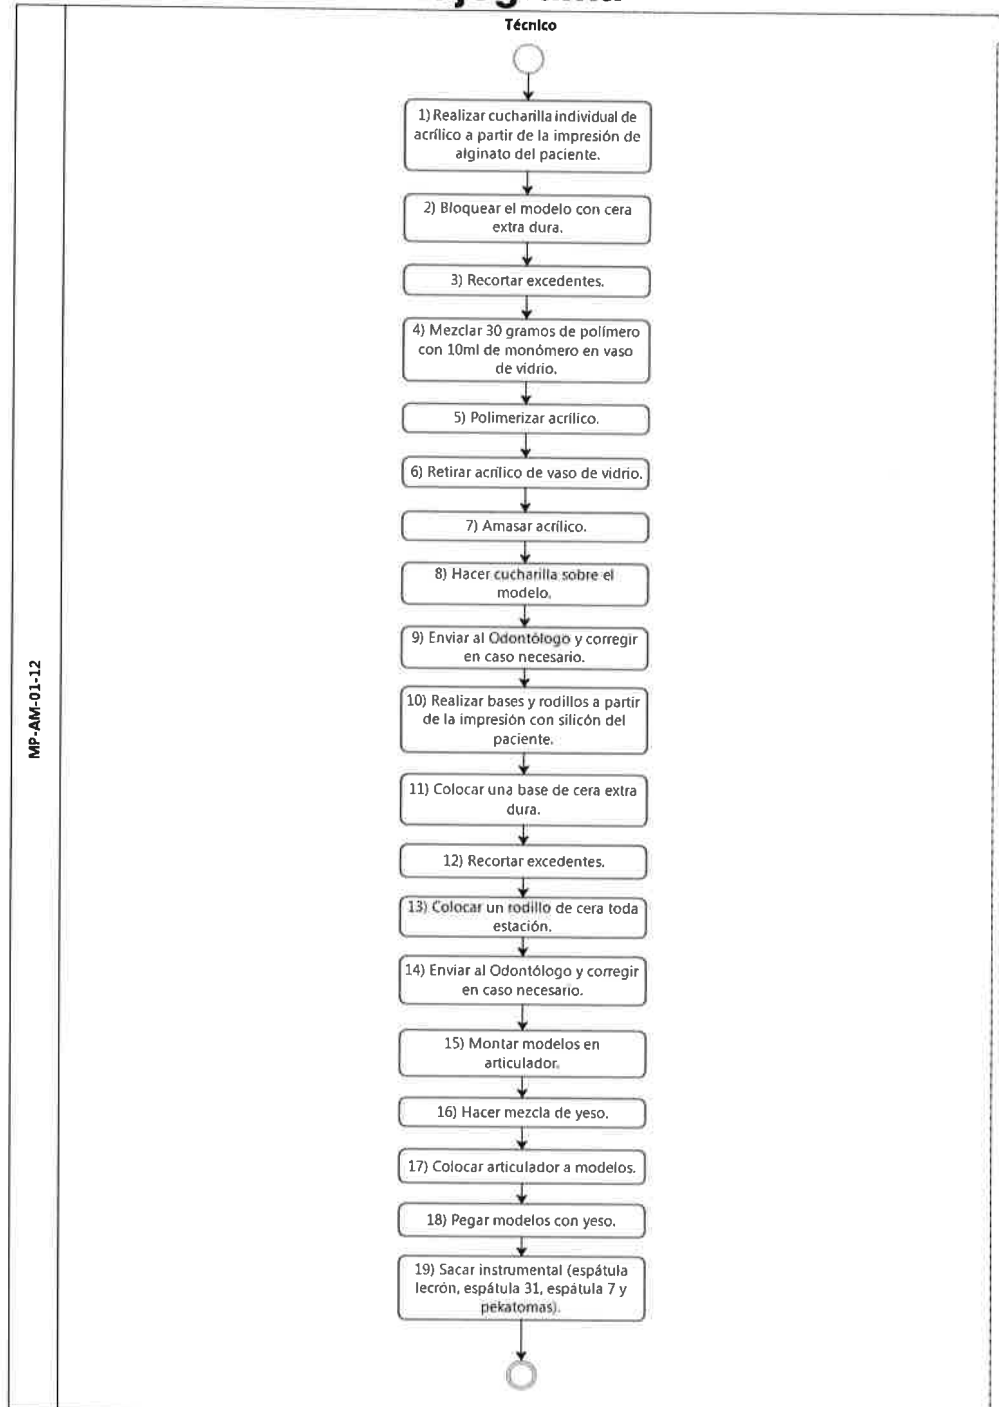 Técnico
1) Realizar cucharilla individual de
acrílico a partir de la impresión de
alginato del paciente.
2) Bloquear el modelo con cera
extra dura.
3) Recortar excedentes.
4) Mezclar 30 gramos de polímero
con 10ml de monómero en vaso
de vidrio.
5) Polimerizar acrílico.
6) Retirar acrílico de vaso de vidrio.
7) Amasar acrílico.
8) Hacer cucharilla sobre el
modelo.
9) Enviar al Odontólogo y corregir
en caso necesario.
10) Realizar bases y rodillos a partir
de la impresión con silicón del
paciente.
11) Colocar una base de cera extra
dura.
12) Recortar excedentes.
13) Colocar un rodillo de cera toda
estación.
14) Enviar al Odontólogo y corregir
en caso necesario.
15) Montar modelos en
articulador.
16) Hacer mezcla de yeso.
17) Colocar articulador a modelos.
18) Pegar modelos con yeso.
19) Sacar instrumental (espátula
lecrón, espátula 31, espátula 7 y
pekatomas).
MP-AM-01-12